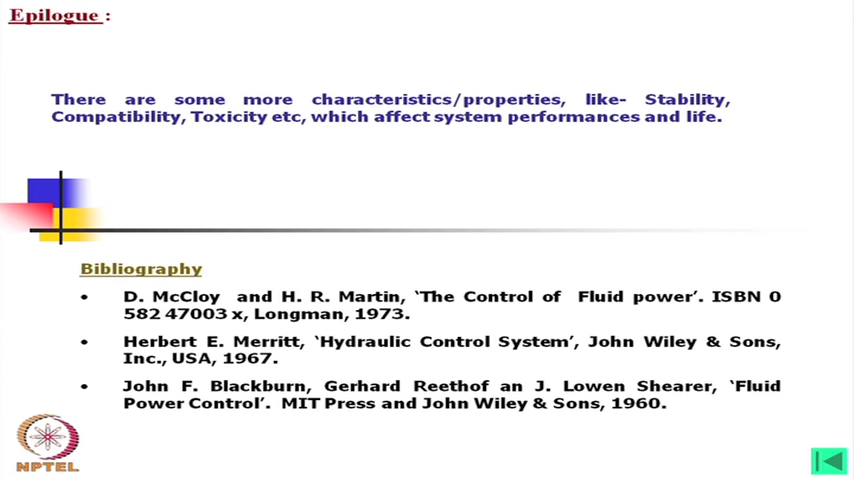 Epilogue :
There are some more characteristics/properties, like- Stability,
Compatibility, Toxicity etc, which affect system performances and life.
Bibliography
• D. McCloy and H. R. Martin, ‘The Control of Fluid power’. ISBN 0
582 47003 x, Longman, 1973.
• Herbert E. Merritt, ‘Hydraulic Control System’, John Wiley & Sons,
Inc., USA, 1967.
• John F. Blackburn, Gerhard Reethof an J. Lowen Shearer, ‘Fluid
Power Control’. MIT Press and John Wiley & Sons, 1960.
NPTEL